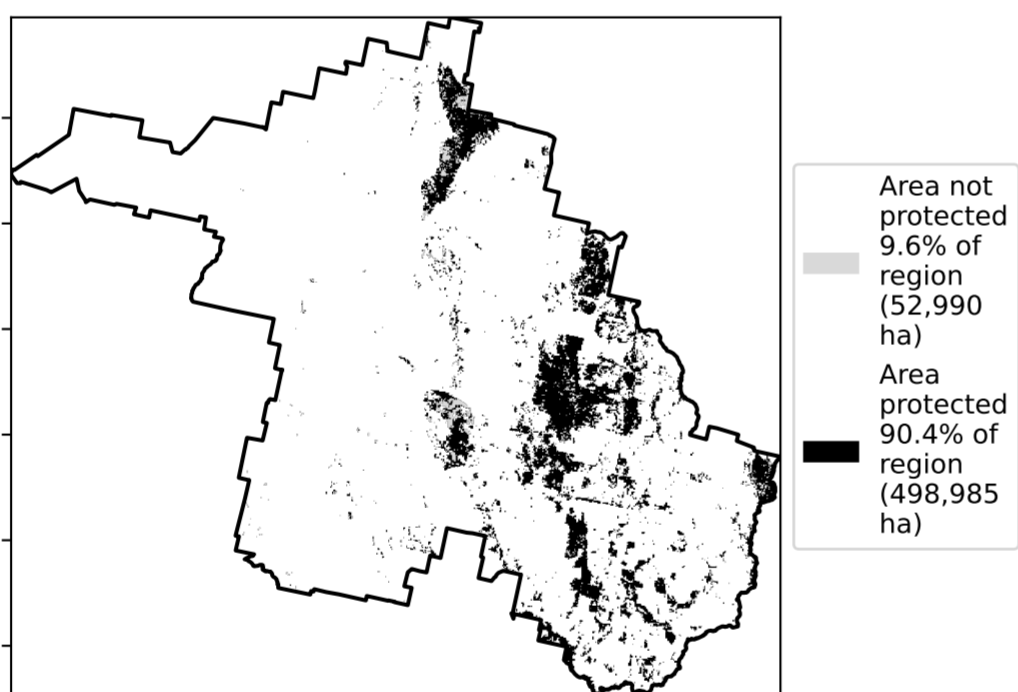 Area not
protected
9.6% of
region
(52,990
ha)
Area
protected
90.4% of
region
(498,985
ha)